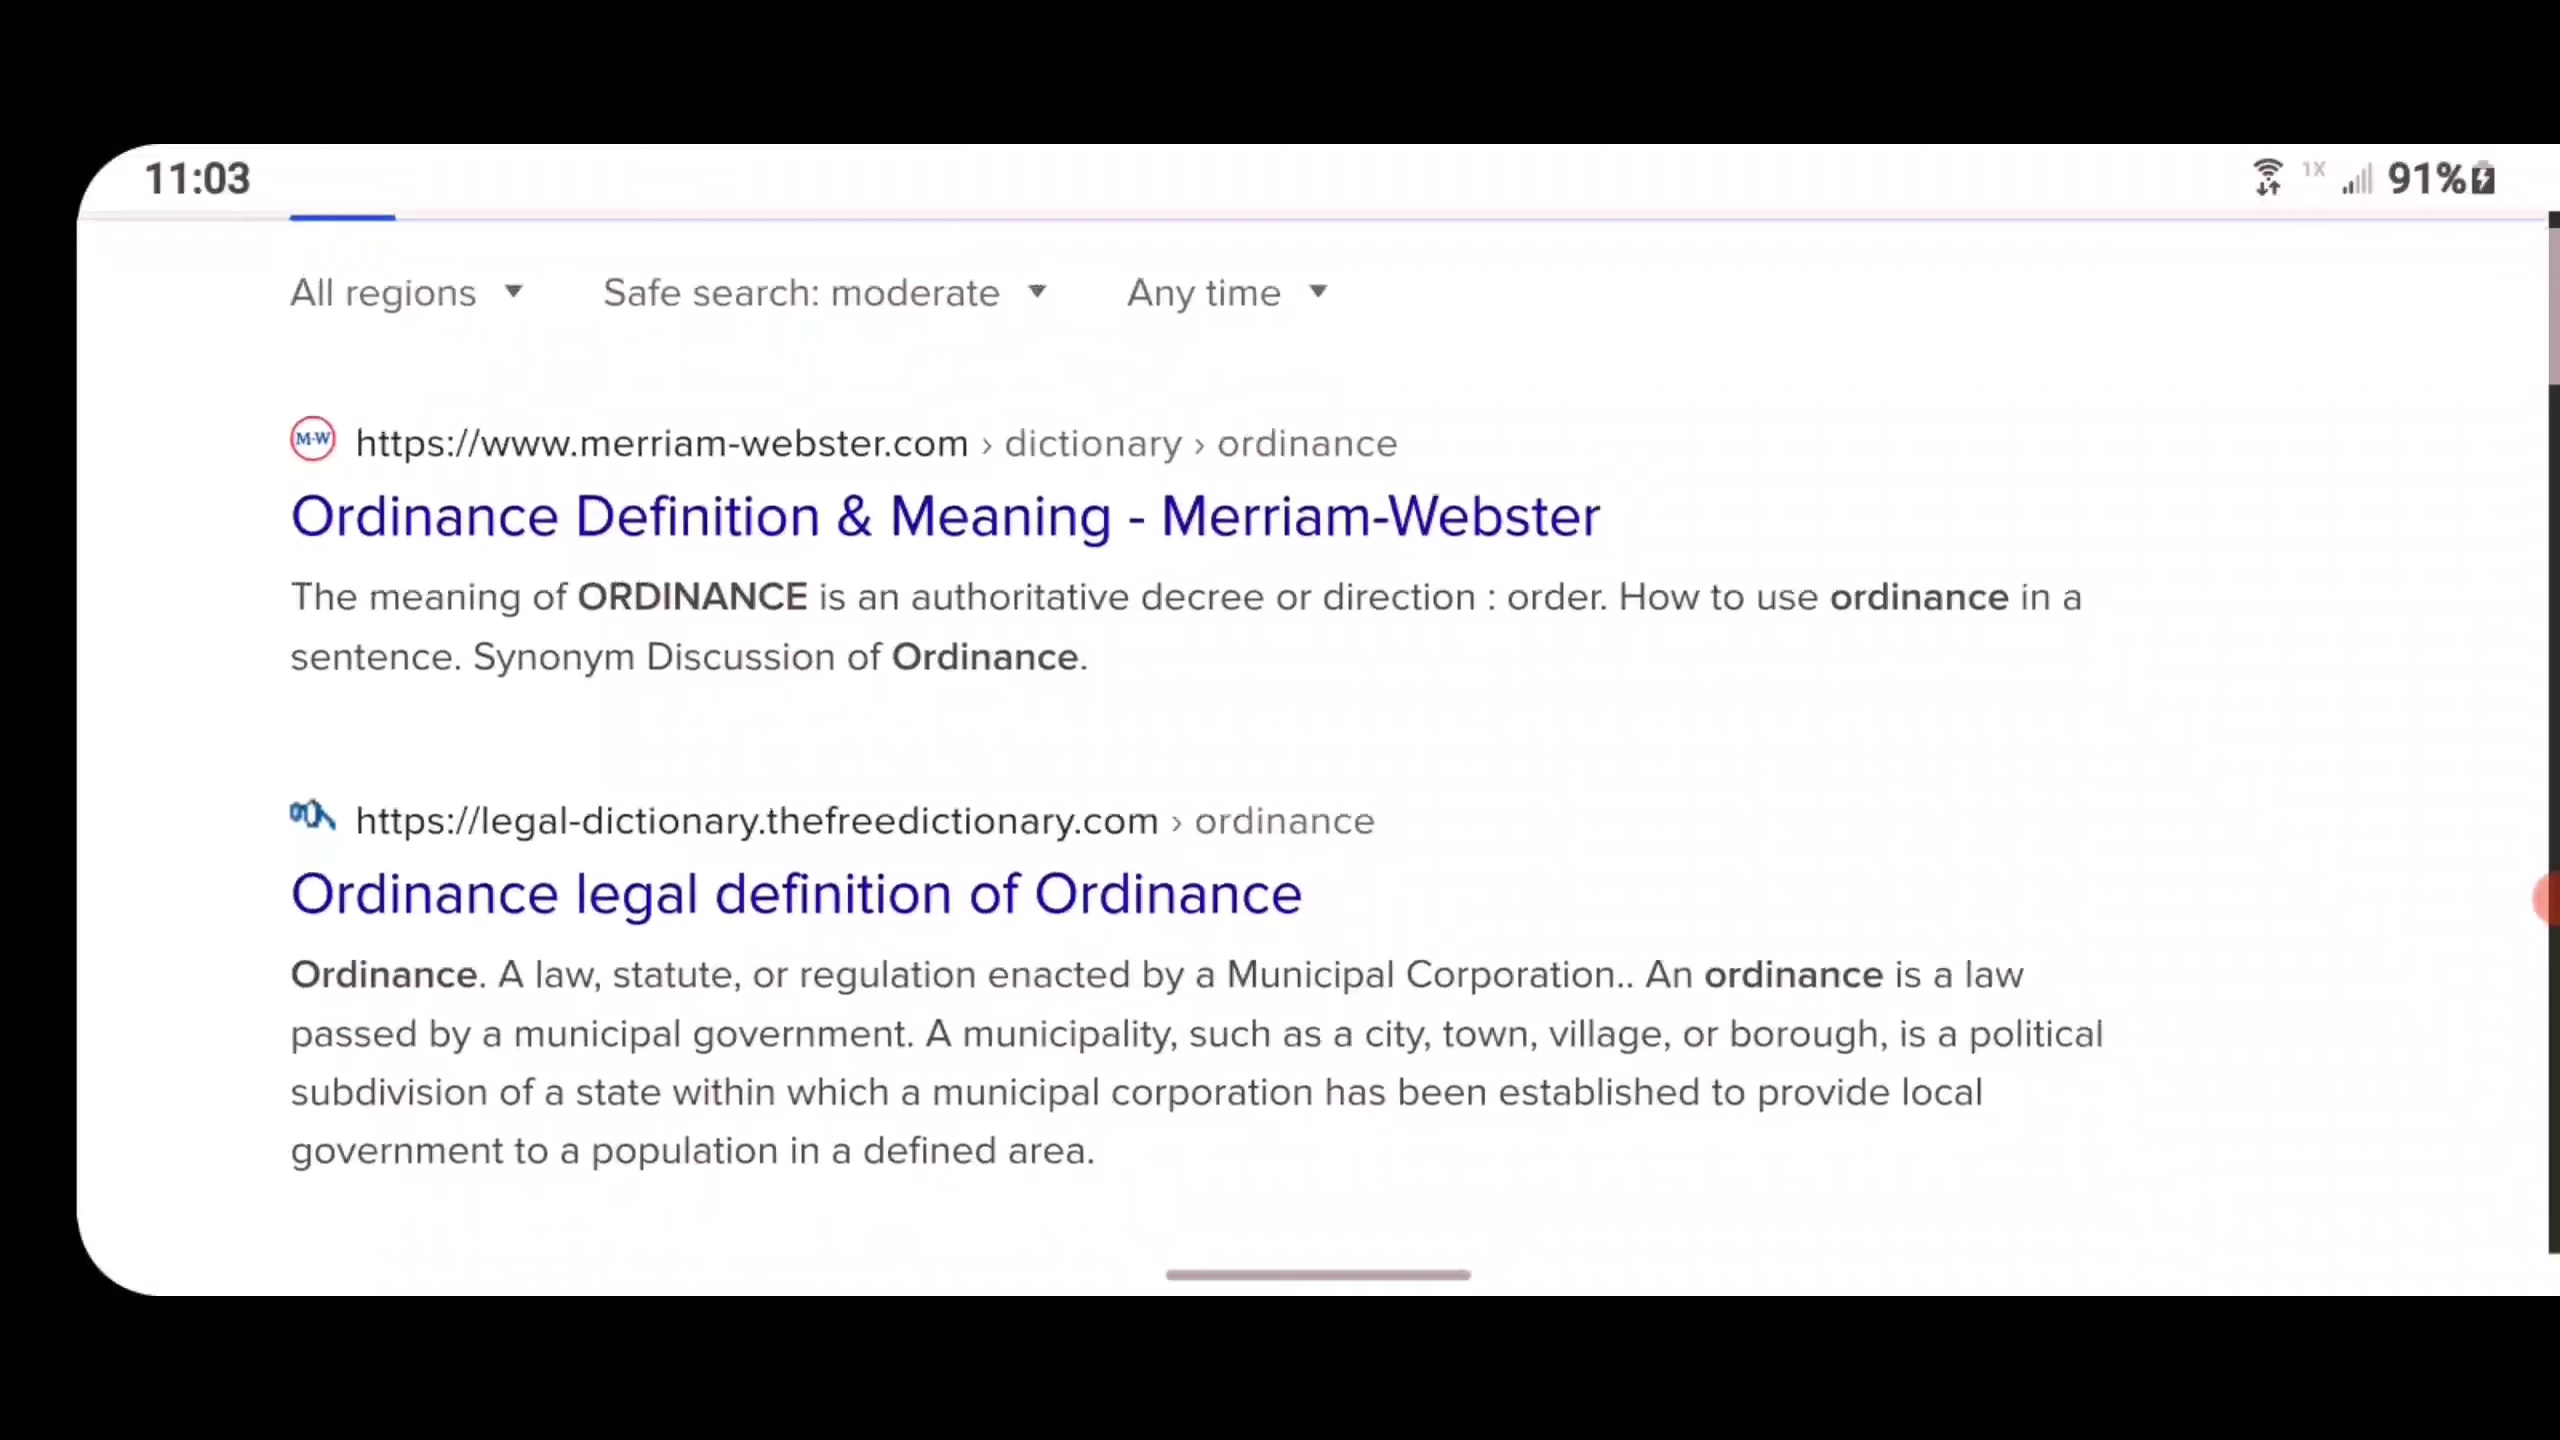 11:03 1X 91%
All regions Safe search: moderate Any time
M-W https://www.merriam-webster.com › dictionary › ordinance
Ordinance Definition & Meaning - Merriam-Webster
The meaning of ORDINANCE is an authoritative decree or direction : order. How to use ordinance in a
sentence. Synonym Discussion of Ordinance.
https://legal-dictionary.thefreedictionary.com › ordinance
Ordinance legal definition of Ordinance
Ordinance. A law, statute, or regulation enacted by a Municipal Corporation.. An ordinance is a law
passed by a municipal government. A municipality, such as a city, town, village, or borough, is a political
subdivision of a state within which a municipal corporation has been established to provide local
government to a population in a defined area.